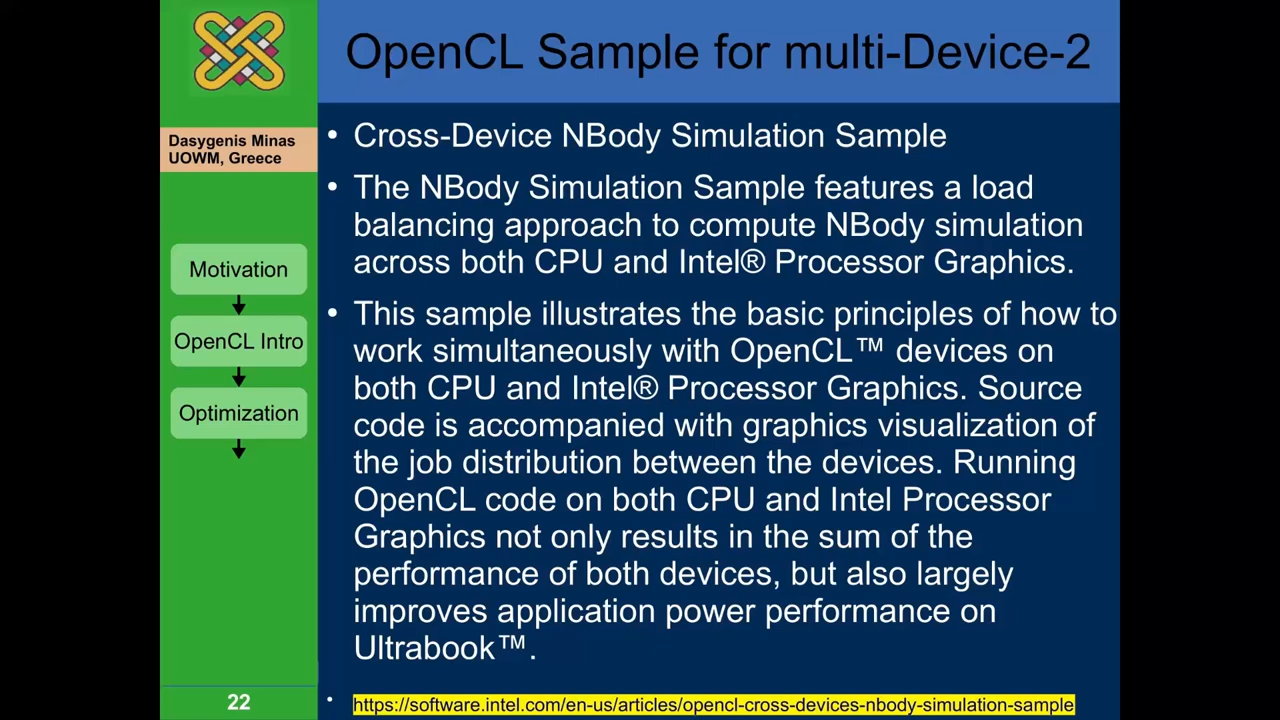 OpenCL Sample for multi-Device-2
Dasygenis Minas
UOWM, Greece
Motivation
OpenCL Intro
Optimization
22
• Cross-Device NBody Simulation Sample
• The NBody Simulation Sample features a load
balancing approach to compute NBody simulation
across both CPU and Intel® Processor Graphics.
• This sample illustrates the basic principles of how to
work simultaneously with OpenCL™ devices on
both CPU and Intel® Processor Graphics. Source
code is accompanied with graphics visualization of
the job distribution between the devices. Running
OpenCL code on both CPU and Intel Processor
Graphics not only results in the sum of the
performance of both devices, but also largely
improves application power performance on
Ultrabook™.
• https://software.intel.com/en-us/articles/opencl-cross-devices-nbody-simulation-sample